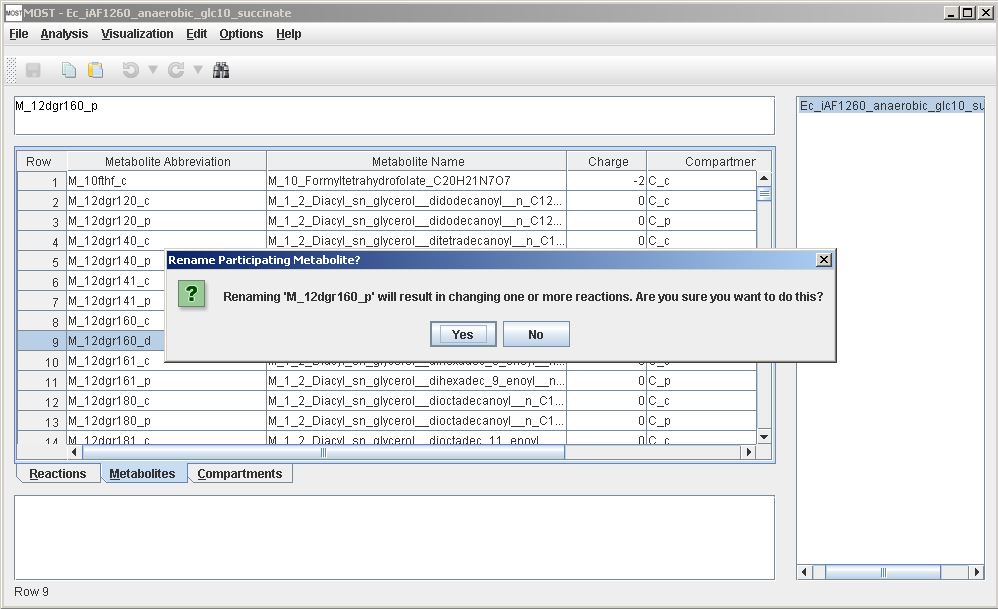 MOST MOST - Ec_iAF1260_anaerobic_glc10_succinate
File Analysis Visualization Edit Options Help
M_12dgr160_p
Ec_iAF1260_anaerobic_glc10_su
Row Metabolite Abbreviation Metabolite Name Charge Compartmer
1 M_10fthf_c M_10_Formyltetrahydrofolate_C20H21N7O7 -2 C_c
2 M_12dgr120_c M_1_2_Diacyl_sn_glycerol__didodecanoyl__n_C12... 0 C_c
3 M_12dgr120_p M_1_2_Diacyl_sn_glycerol__didodecanoyl__n_C12... 0 C_p
4 M_12dgr140_c M_1_2_Diacyl_sn_glycerol__ditetradecanoyl__n_C1... 0 C_c
5 M_12dgr140_p
6 M_12dgr141_c
7 M_12dgr141_p
8 M_12dgr160_c
9 M_12dgr160_d
Rename Participating Metabolite?
? Renaming 'M_12dgr160_p' will result in changing one or more reactions. Are you sure you want to do this?
Yes No
10 M_12dgr161_c M_1_2_Diacyl_sn_glycerol__dihexadec_9_enoyl__n... 0 C_c
11 M_12dgr161_p M_1_2_Diacyl_sn_glycerol__dihexadec_9_enoyl__n... 0 C_p
12 M_12dgr180_c M_1_2_Diacyl_sn_glycerol__dioctadecanoyl__n_C1... 0 C_c
13 M_12dgr180_p M_1_2_Diacyl_sn_glycerol__dioctadecanoyl__n_C1... 0 C_p
14 M_12dgr181_c M_1_2_Diacyl_sn_glycerol__dioctadec_11_enoyl 0 C_c
Reactions Metabolites Compartments
Row 9